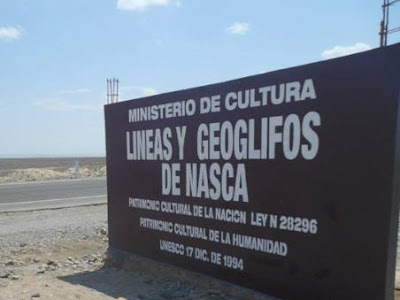 MINISTERIO DE CULTURA
LINEAS Y GEOGLIFOS
DE NASCA
PATRIMONIO CULTURAL DE LA NACION LEY N 28296
PATRIMONIO CULTURAL DE LA HUMANIDAD
UNESCO 17 DIC. DE 1994